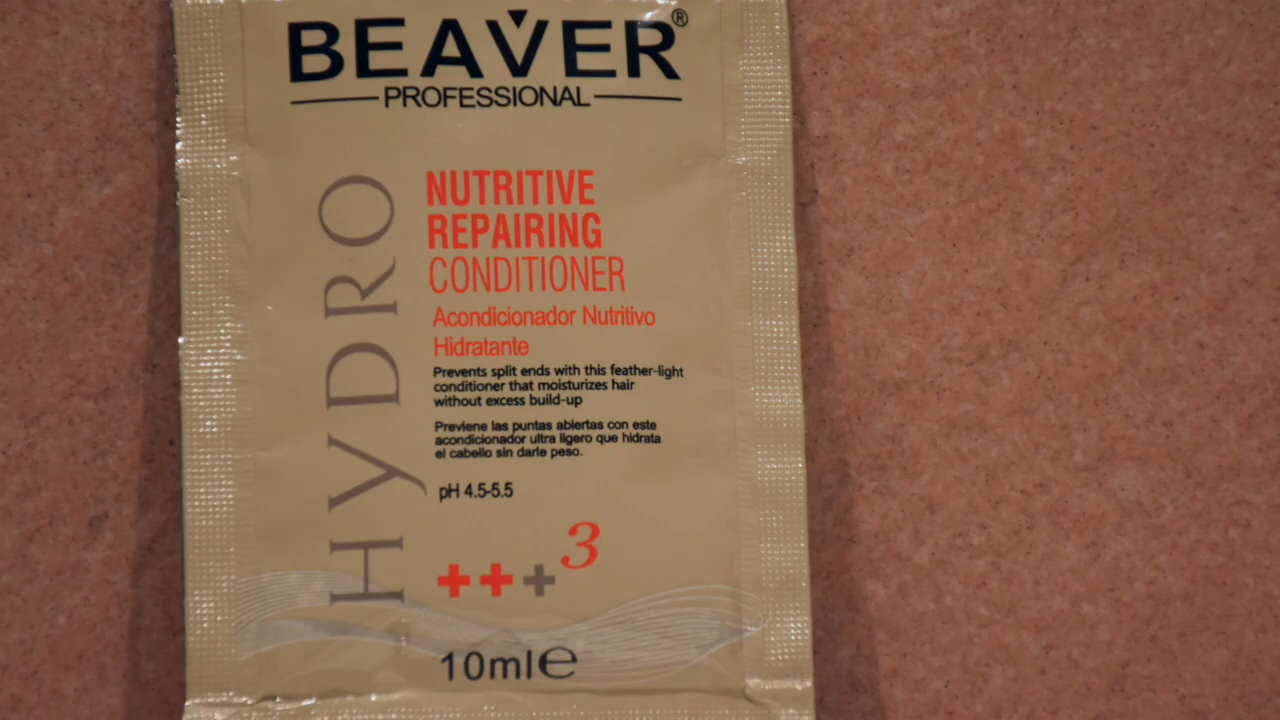 BEAVER®
PROFESSIONAL
HYDRO
NUTRITIVE
REPAIRING
CONDITIONER
Acondicionador Nutritivo
Hidratante
Prevents split ends with this feather-light
conditioner that moisturizes hair
without excess build-up
Previene las puntas abiertas con este
acondicionador ultra ligero que hidrata
el cabello sin darle peso.
pH 4.5-5.5
+++3
10ml℮